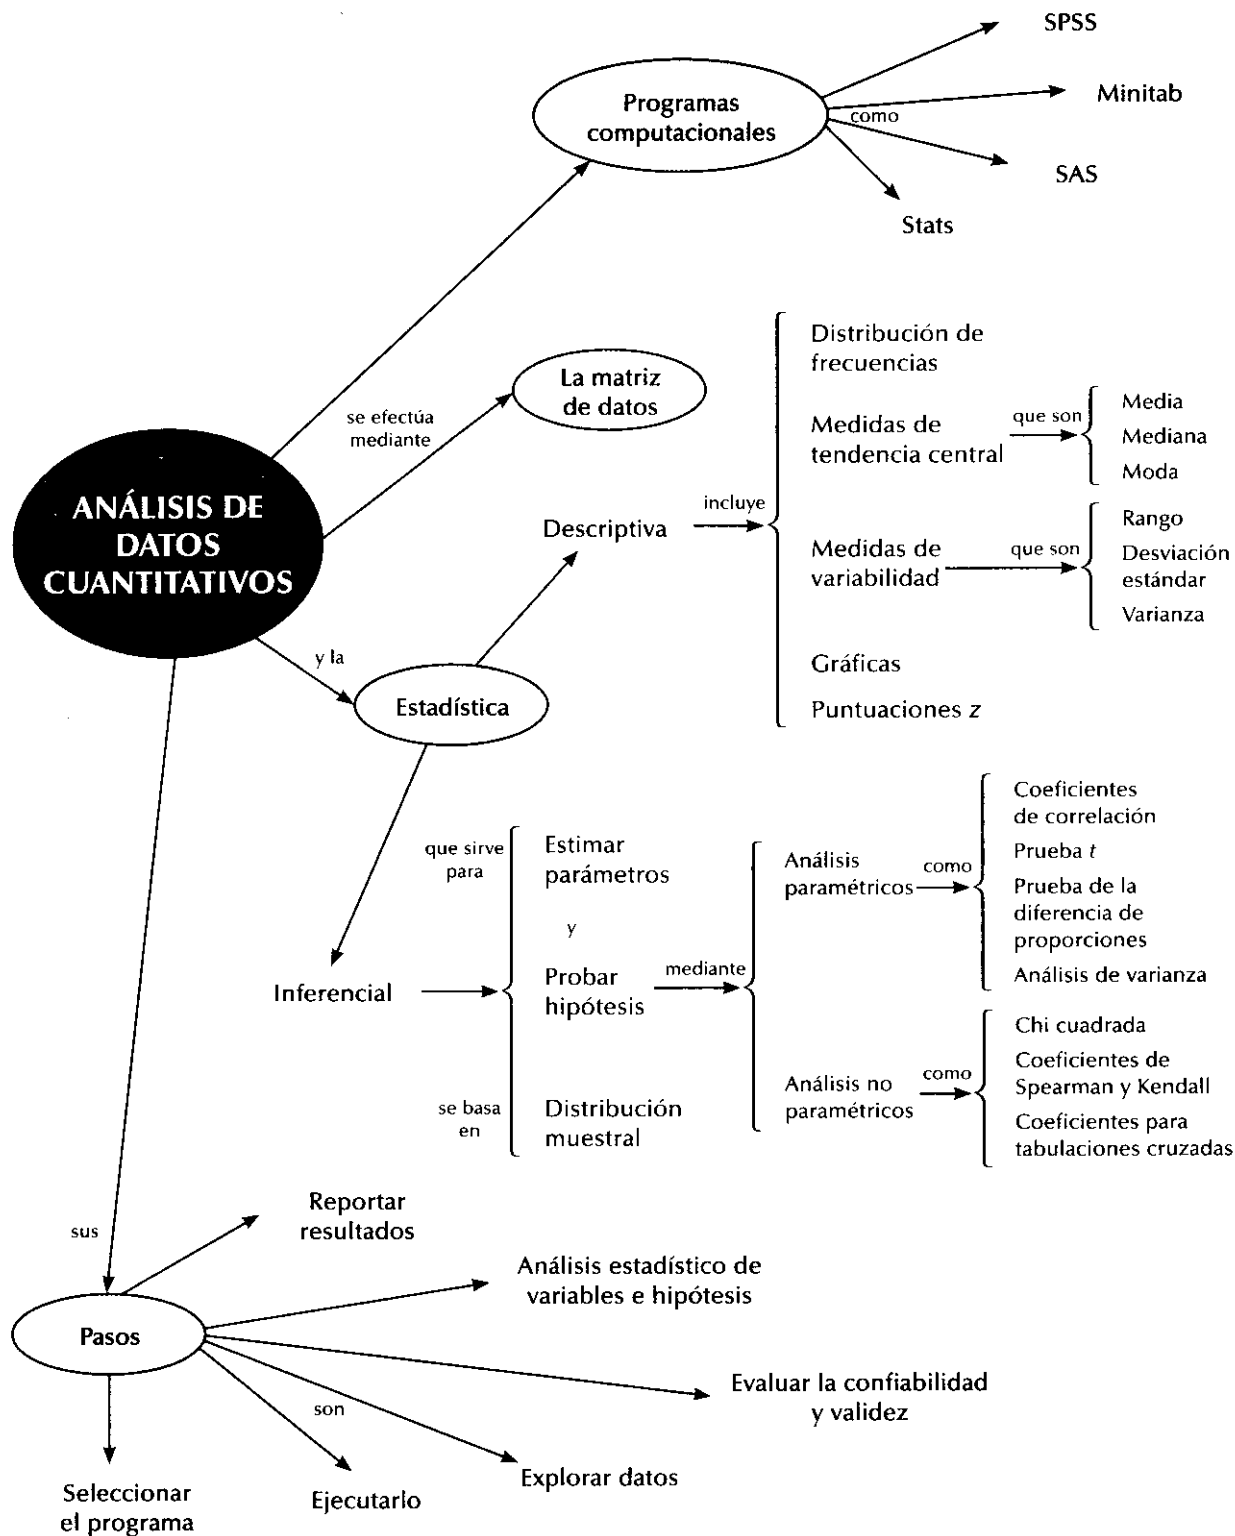 SPSS
Programas
computacionales
como
Minitab
SAS
Stats
La matriz
de datos
se efectúa
mediante
ANÁLISIS DE
DATOS
CUANTITATIVOS
y la
Estadística
Descriptiva
incluye
Distribución de
frecuencias
Medidas de
tendencia central
que son
Media
Mediana
Moda
Medidas de
variabilidad
que son
Rango
Desviación
estándar
Varianza
Gráficas
Puntuaciones z
Inferencial
que sirve
para
Estimar
parámetros
y
Probar
hipótesis
se basa
en
Distribución
muestral
mediante
Análisis
paramétricos
como
Coeficientes
de correlación
Prueba t
Prueba de la
diferencia de
proporciones
Análisis de varianza
Análisis no
paramétricos
como
Chi cuadrada
Coeficientes de
Spearman y Kendall
Coeficientes para
tabulaciones cruzadas
sus
Pasos
Reportar
resultados
Análisis estadístico de
variables e hipótesis
Evaluar la confiabilidad
y validez
son
Explorar datos
Ejecutarlo
Seleccionar
el programa